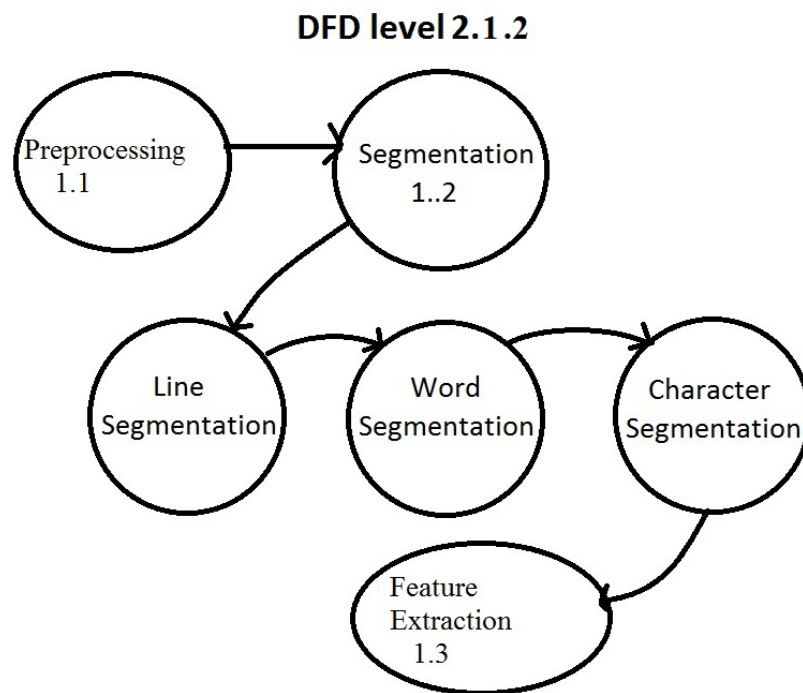 DFD level 2.1.2
Preprocessing
1.1
Segmentation
1..2
Line
Segmentation
Word
Segmentation
Character
Segmentation
Feature
Extraction
1.3